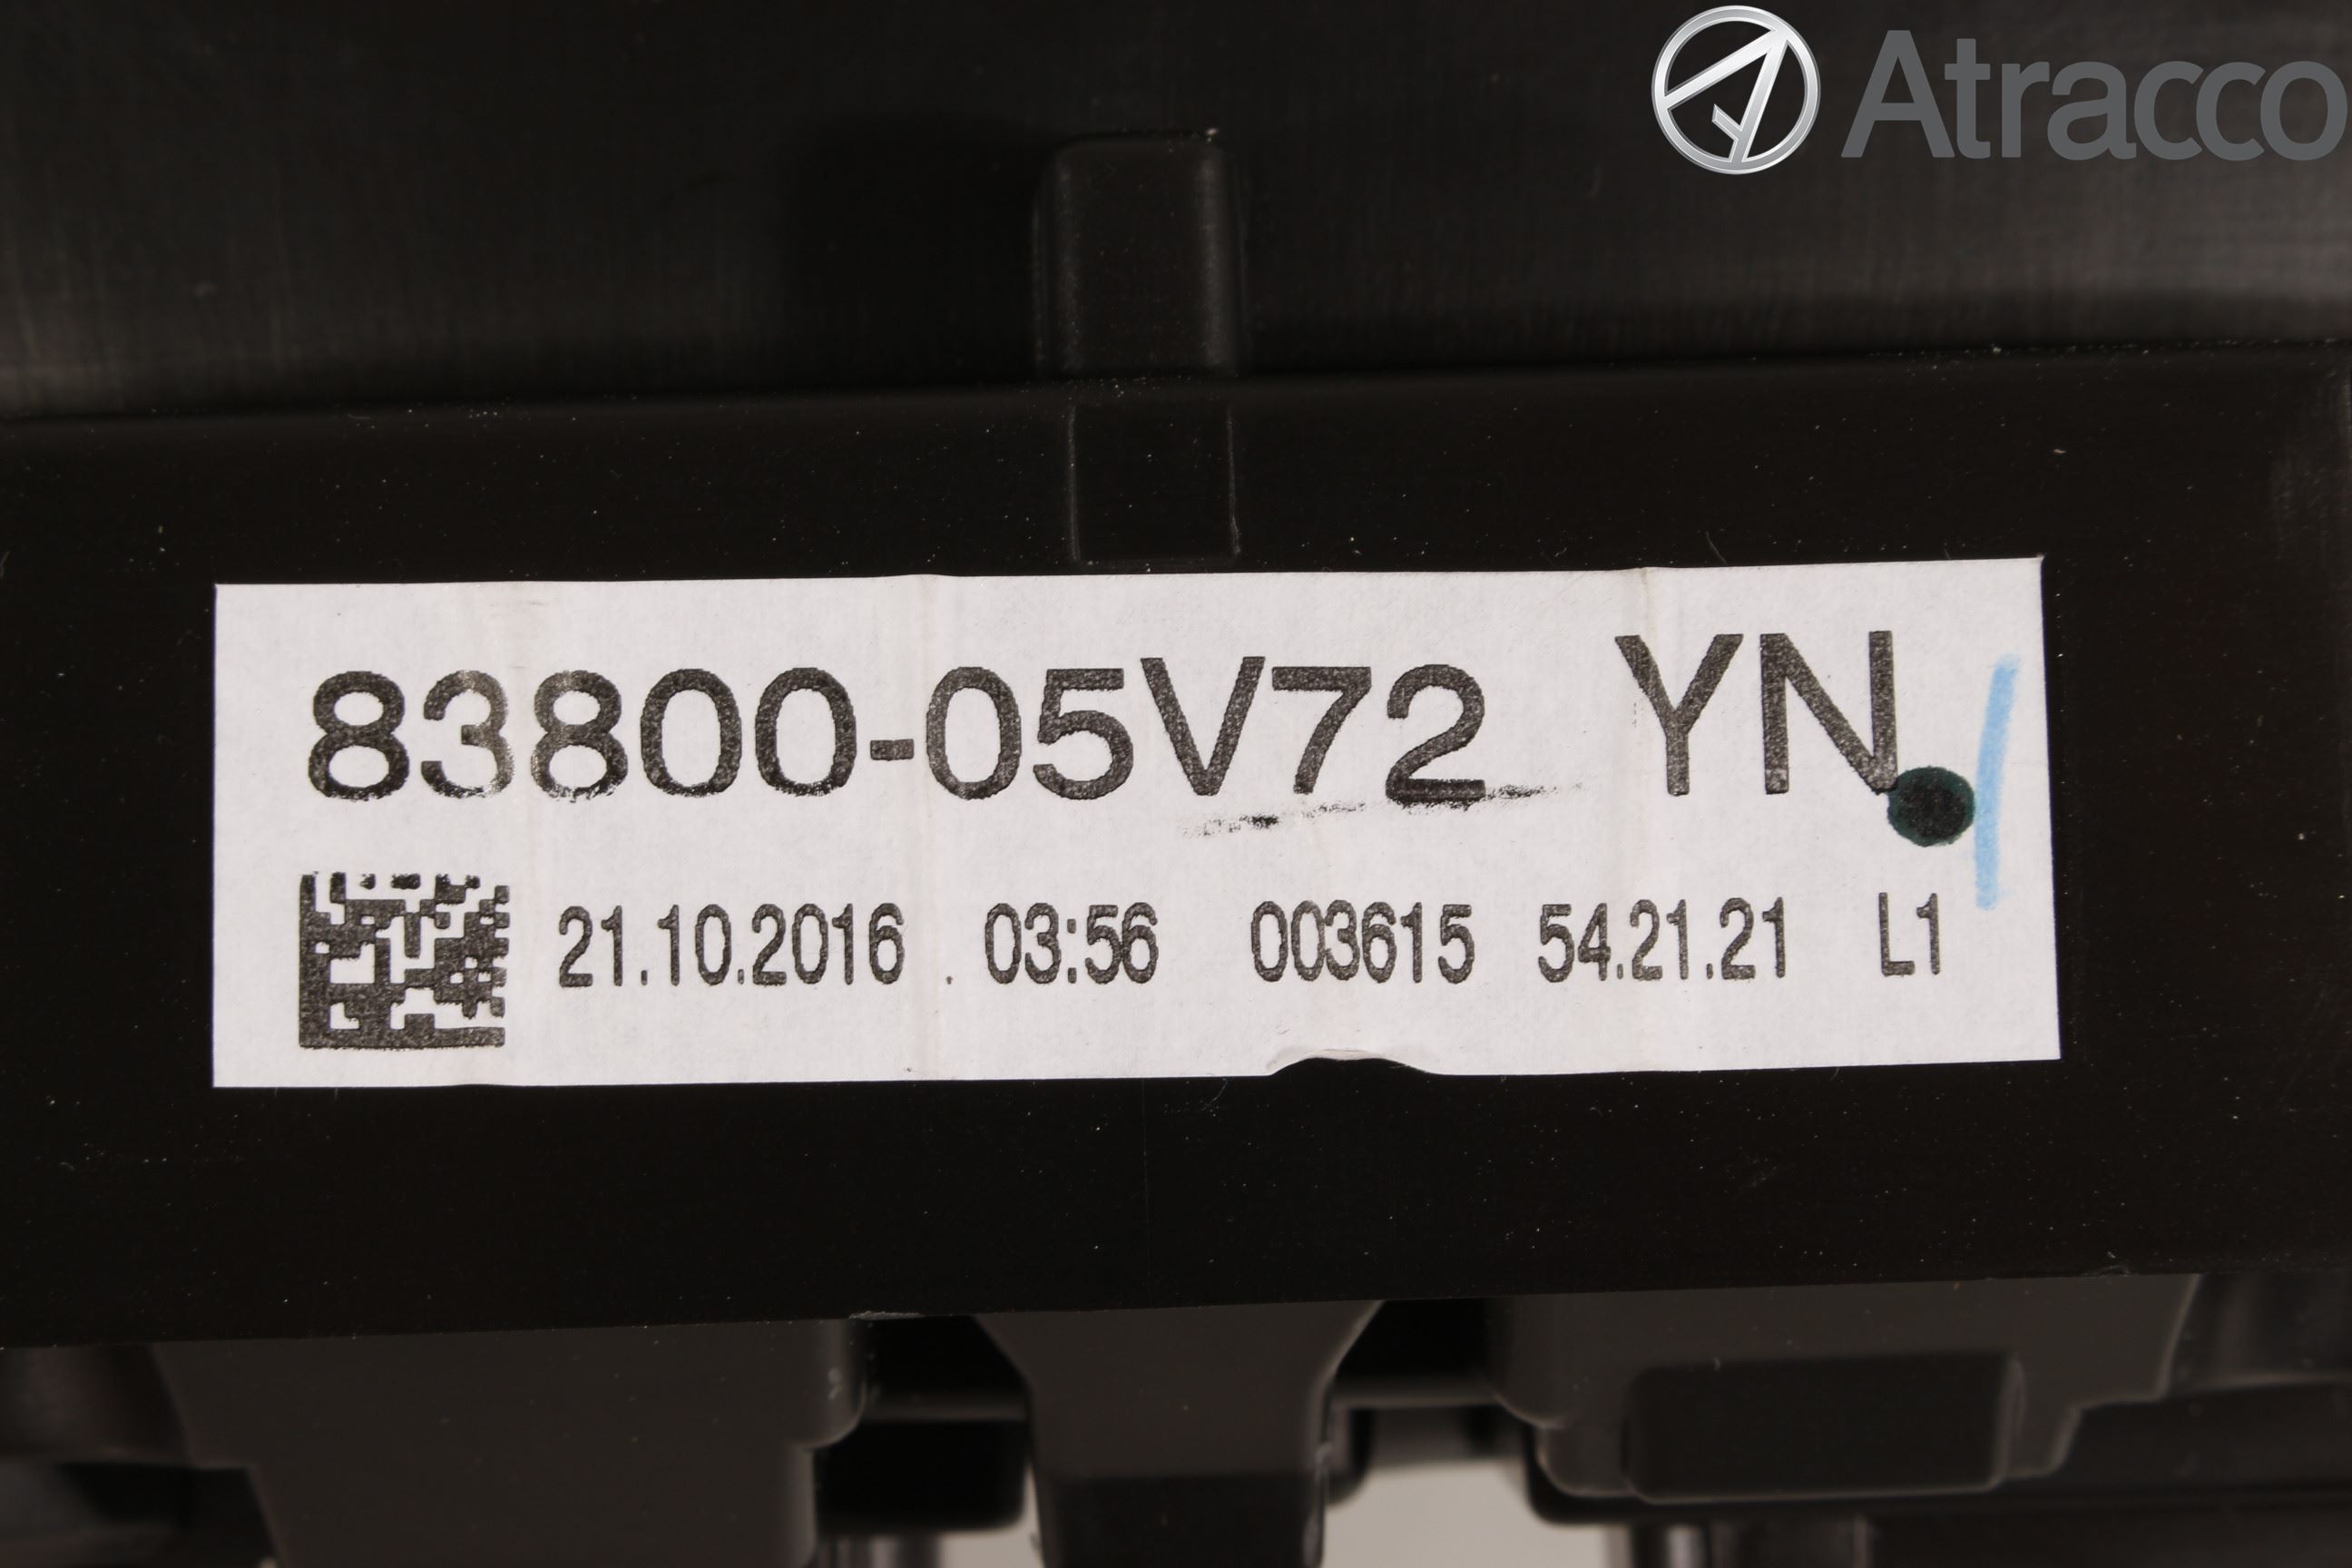 Atracco
83800-05V72 YN
21.10.2016 03:56 003615 54.21.21 L1